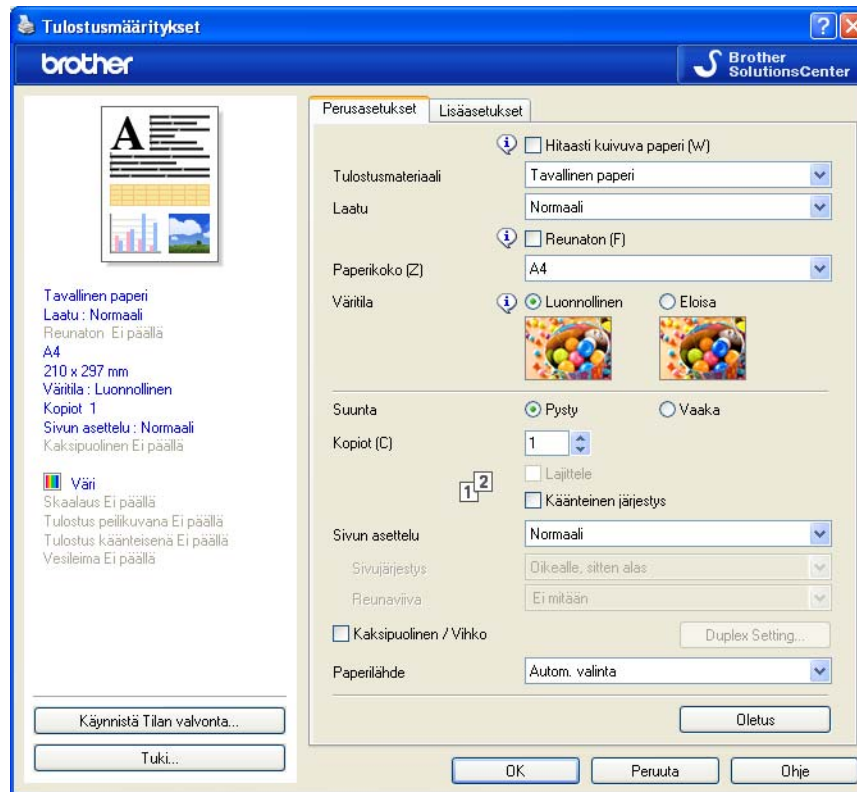 Tulostusmääritykset
brother
Brother
SolutionsCenter
A
Tavallinen paperi
Laatu : Normaali
Reunaton Ei päällä
A4
210 x 297 mm
Väritila : Luonnollinen
Kopiot 1
Sivun asettelu : Normaali
Kaksipuolinen Ei päällä
Väri
Skaalaus Ei päällä
Tulostus peilikuvana Ei päällä
Tulostus käänteisenä Ei päällä
Vesileima Ei päällä
Käynnistä Tilan valvonta...
Tuki...
Perusasetukset Lisäasetukset
Hitaasti kuivuva paperi (W)
Tulostusmateriaali Tavallinen paperi
Laatu Normaali
Reunaton (F)
Paperikoko (Z) A4
Väritila Luonnollinen Eloisa
Suunta Pysty Vaaka
Kopiot (C) 1
Lajittele
1 2
Käänteinen järjestys
Sivun asettelu Normaali
Sivujärjestys Oikealle, sitten alas
Reunaviiva Ei mitään
Kaksipuolinen / Vihko Duplex Setting...
Paperilähde Autom. valinta
Oletus
OK Peruuta Ohje